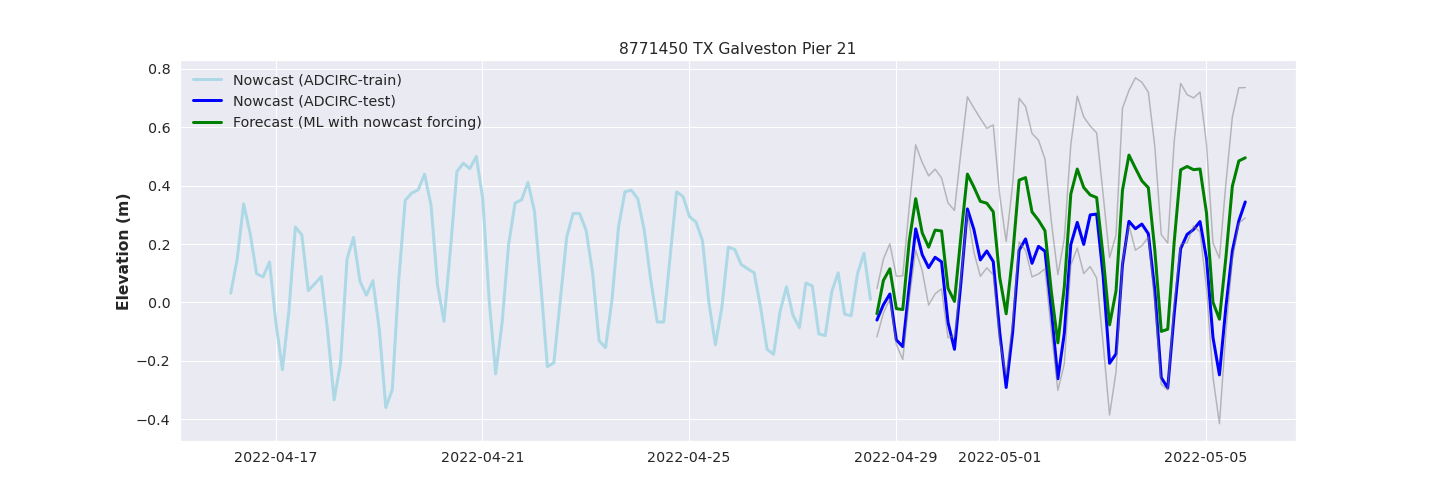 8771450 TX Galveston Pier 21
Nowcast (ADCIRC-train)
Nowcast (ADCIRC-test)
Forecast (ML with nowcast forcing)
Elevation (m)
0.8
0.6
0.4
0.2
0.0
−0.2
−0.4
2022-04-17 2022-04-21 2022-04-25 2022-04-29 2022-05-01 2022-05-05